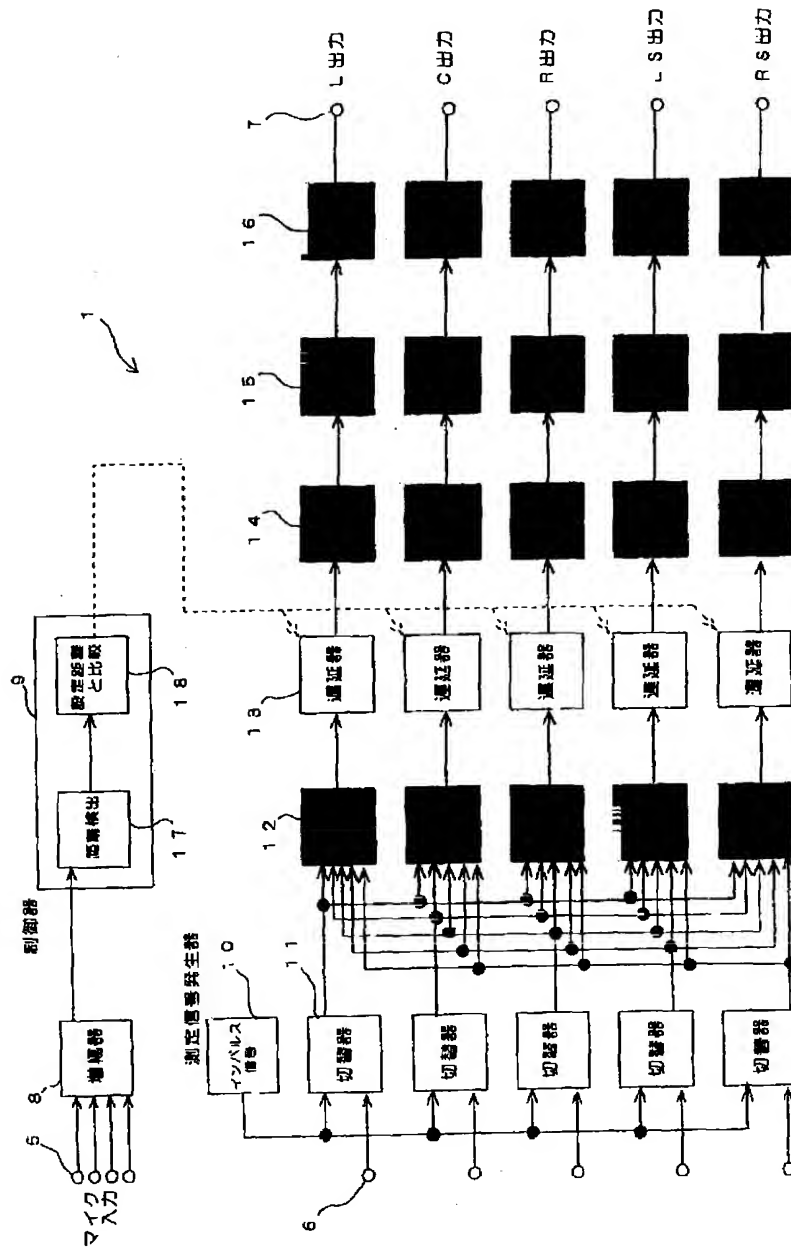 1
マイク
入力
5
8
増幅器
制御器
9
17
距離検出
18
設定距離
と比較
測定信号発生器
10
インパルス
信号
11
切替器
12
13
遅延器
14
15
16
7
L出力
切替器
遅延器
C出力
切替器
遅延器
R出力
切替器
遅延器
LS出力
切替器
遅延器
RS出力
6